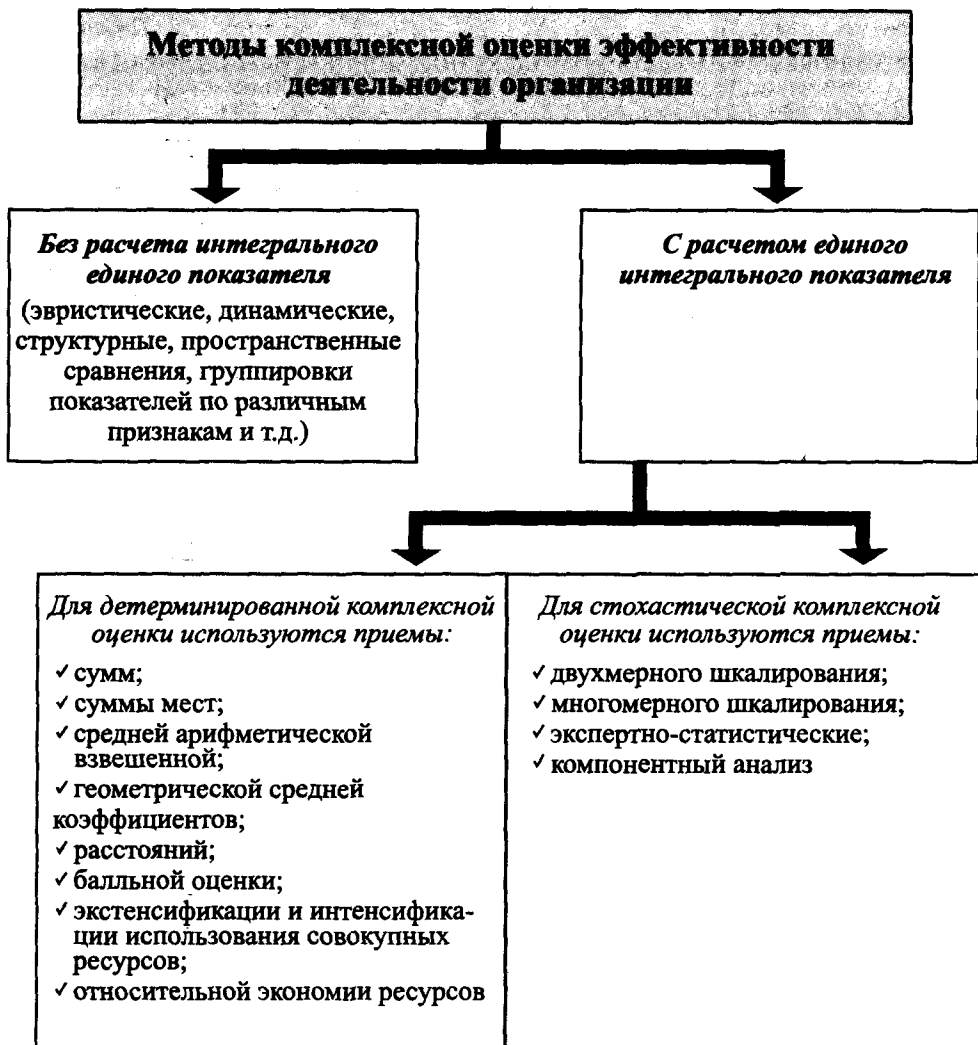 Методы комплексной оценки эффективности
деятельности организации
Без расчета интегрального
единого показателя
(эвристические, динамические,
структурные, пространственные
сравнения, группировки
показателей по различным
признакам и т.д.)
С расчетом единого
интегрального показателя
Для детерминированной комплексной
оценки используются приемы:
✓ сумм;
✓ суммы мест;
✓ средней арифметической
взвешенной;
✓ геометрической средней
коэффициентов;
✓ расстояний;
✓ балльной оценки;
✓ экстенсификации и интенсифика-
ции использования совокупных
ресурсов;
✓ относительной экономии ресурсов
Для стохастической комплексной
оценки используются приемы:
✓ двухмерного шкалирования;
✓ многомерного шкалирования;
✓ экспертно-статистические;
✓ компонентный анализ